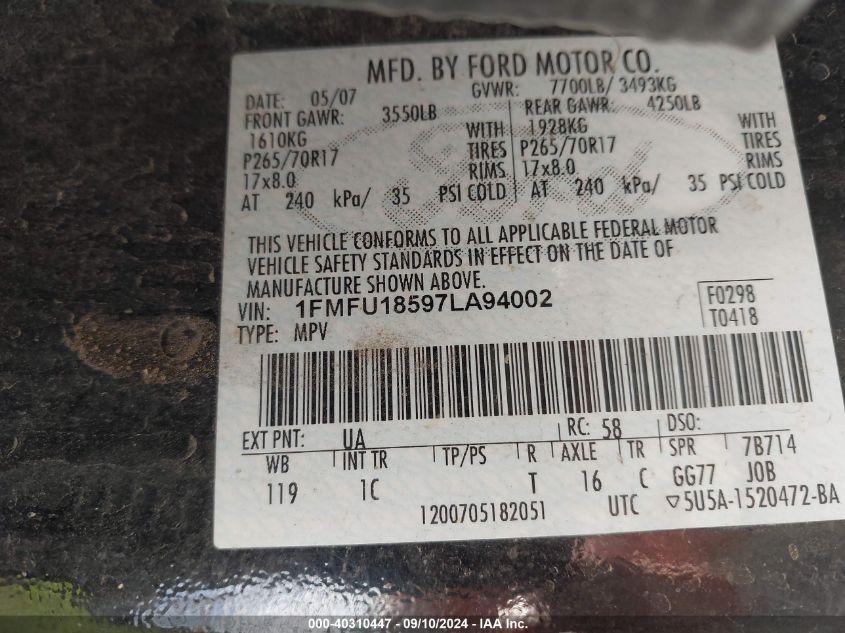 MFD. BY FORD MOTOR CO.
DATE: 05/07 GVWR: 7700LB/ 3493KG
FRONT GAWR: 3550LB REAR GAWR: 4250LB
1610KG WITH 1928KG WITH
P265/70R17 TIRES P265/70R17 TIRES
17x8.0 RIMS 17x8.0 RIMS
AT 240 kPa/ 35 PSI COLD AT 240 kPa/ 35 PSI COLD
Ford
THIS VEHICLE CONFORMS TO ALL APPLICABLE FEDERAL MOTOR
VEHICLE SAFETY STANDARDS IN EFFECT ON THE DATE OF
MANUFACTURE SHOWN ABOVE.
VIN: 1FMFU18597LA94002 F0298
TYPE: MPV T0418
EXT PNT: UA RC: 58 DSO:
WB INT TR TP/PS R AXLE TR SPR 7B714
119 1C T 16 C GG77 JOB
1200705182051 UTC ▽5U5A-1520472-BA
000 - 40310447 - 09/10/2024 - IAA Inc.